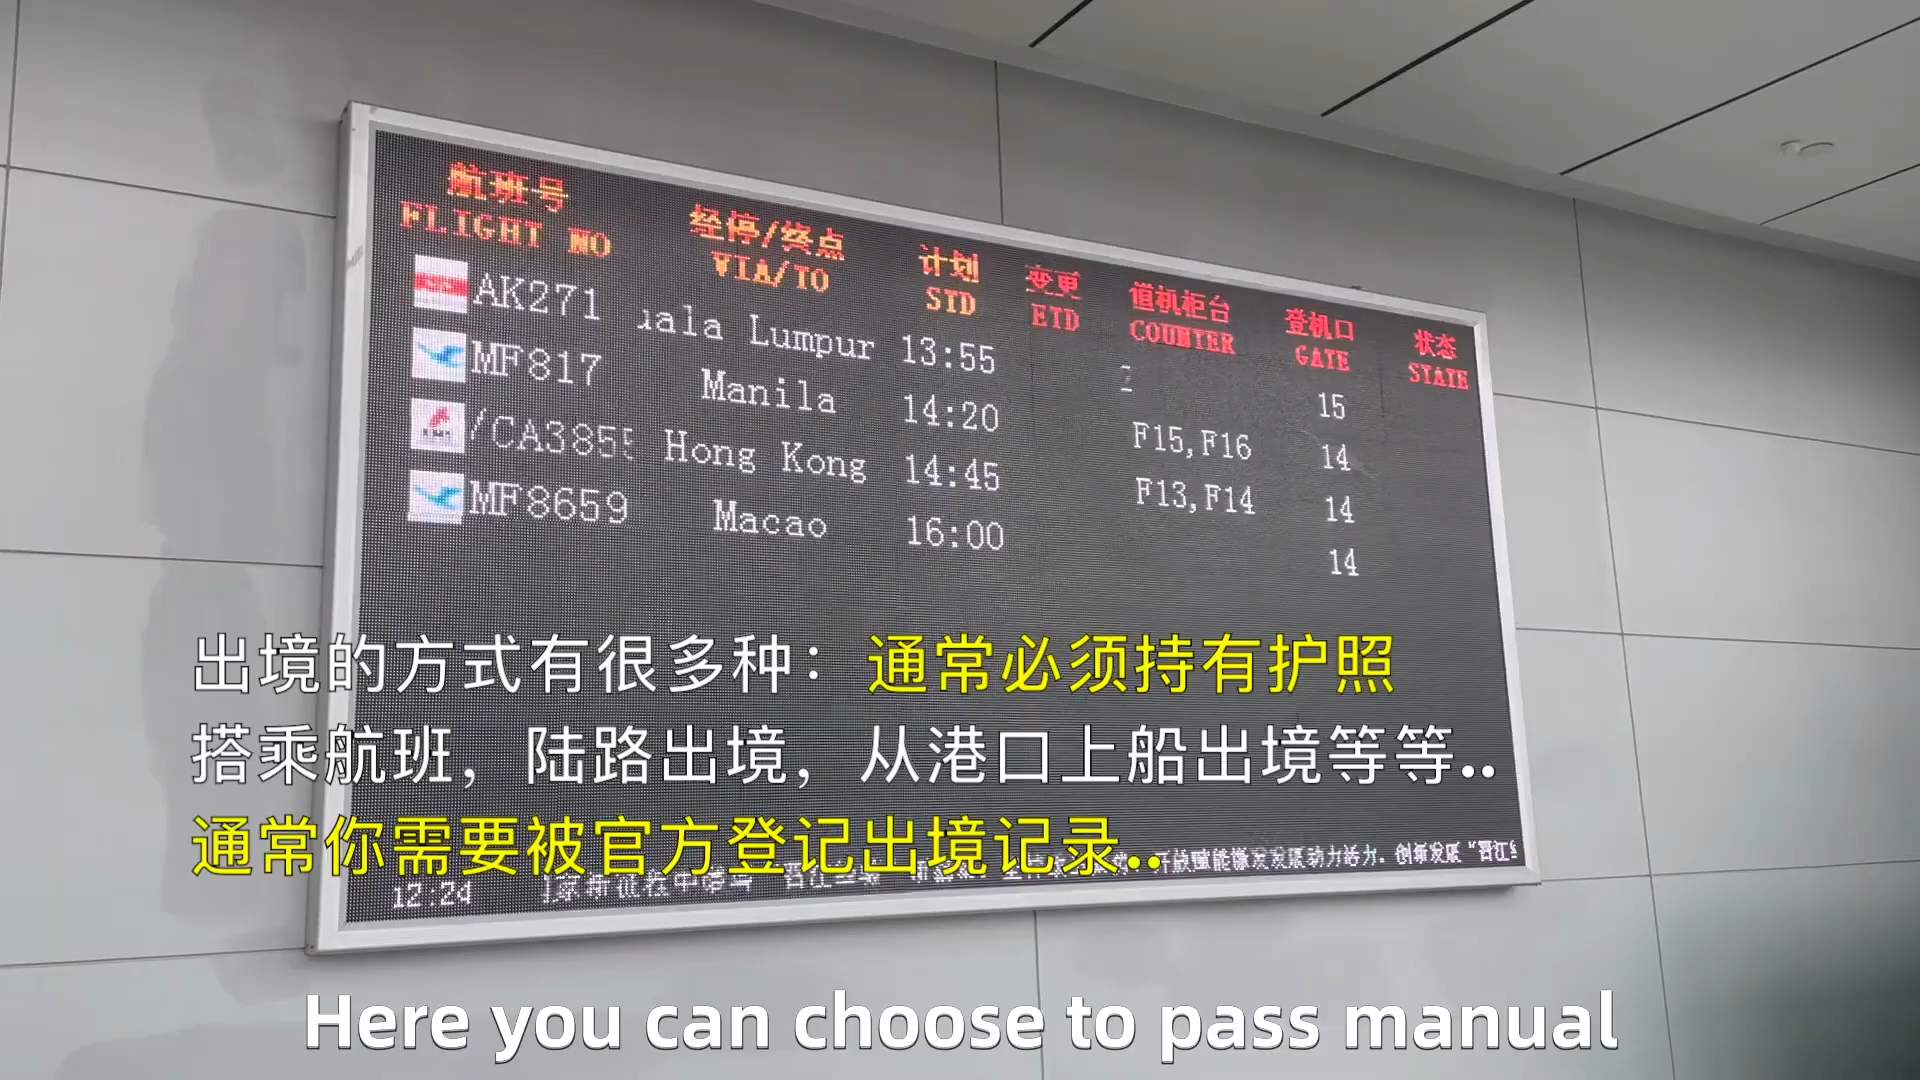 航班号 经停/终点 计划 变更 值机柜台 登机口 状态
FLIGHT NO VIA/TO STD ETD COUNTER GATE STATE
AK271 uala Lumpur 13:55 15
MF817 Manila 14:20 F15,F16 14
/CA3855 Hong Kong 14:45 F13,F14 14
MF8659 Macao 16:00 14
出境的方式有很多种：通常必须持有护照
搭乘航班，陆路出境，从港口上船出境等等..
通常你需要被官方登记出境记录..
12:24
Here you can choose to pass manual